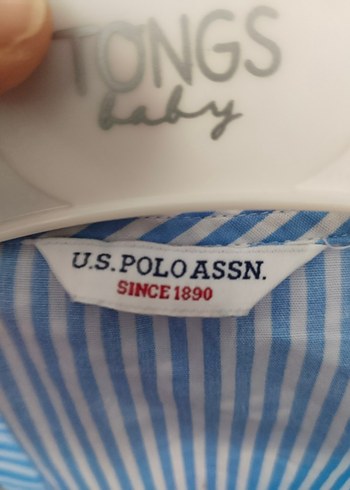 TONGS
baby
U.S. POLO ASSN.
SINCE 1890